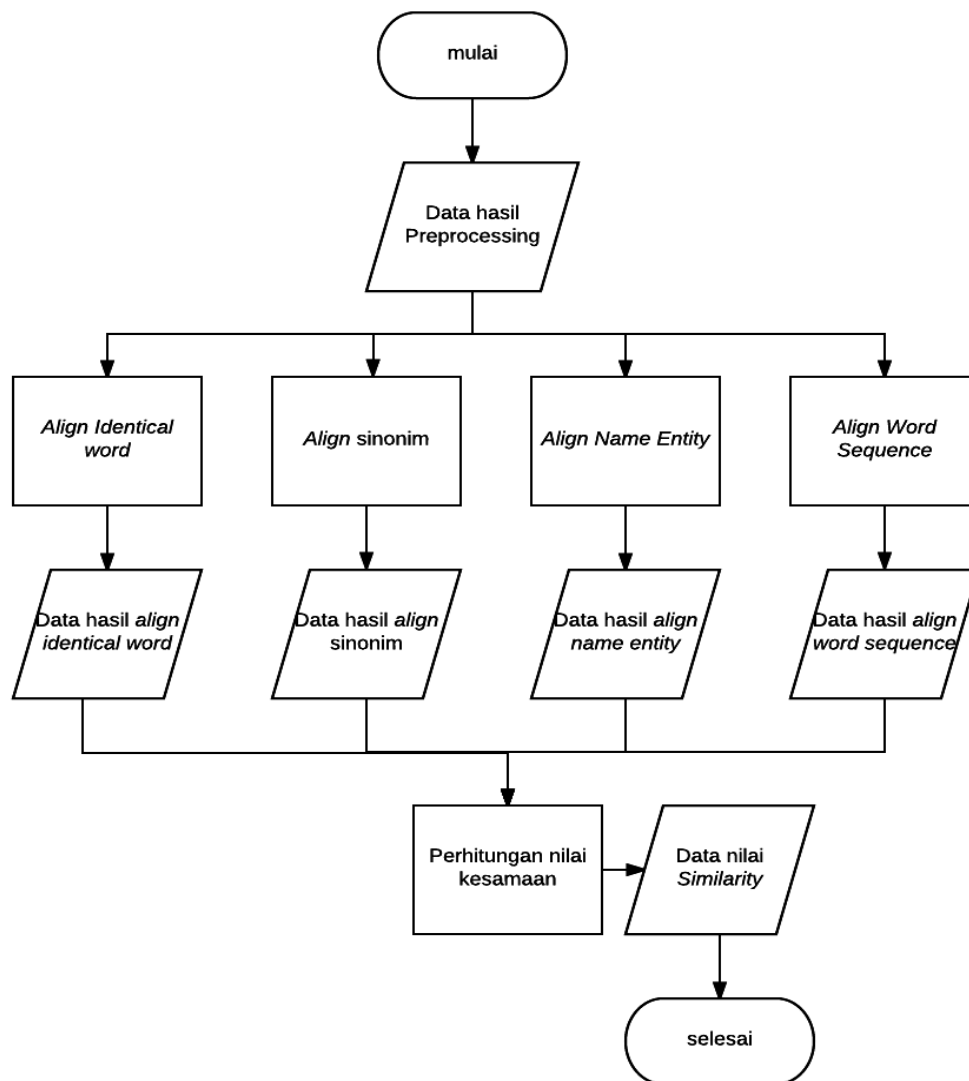 mulai
Data hasil
Preprocessing
Align Identical
word
Align sinonim
Align Name Entity
Align Word
Sequence
Data hasil align
identical word
Data hasil align
sinonim
Data hasil align
name entity
Data hasil align
word sequence
Perhitungan nilai
kesamaan
Data nilai
Similarity
selesai